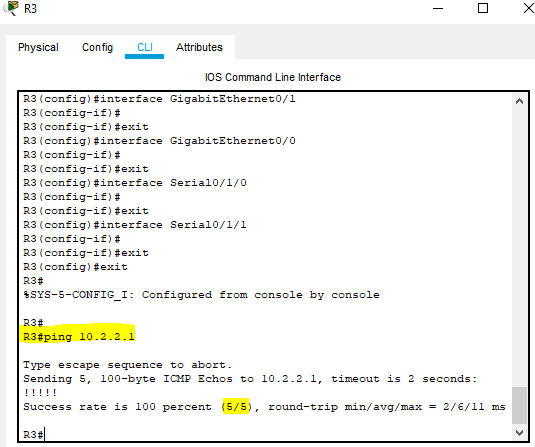 R3
Physical Config CLI Attributes
IOS Command Line Interface
R3(config)#interface GigabitEthernet0/1
R3(config-if)#
R3(config-if)#exit
R3(config)#interface GigabitEthernet0/0
R3(config-if)#
R3(config-if)#exit
R3(config)#interface Serial0/1/0
R3(config-if)#
R3(config-if)#exit
R3(config)#interface Serial0/1/1
R3(config-if)#
R3(config-if)#exit
R3(config)#exit
R3#
%SYS-5-CONFIG_I: Configured from console by console
R3#
R3#ping 10.2.2.1
Type escape sequence to abort.
Sending 5, 100-byte ICMP Echos to 10.2.2.1, timeout is 2 seconds:
!!!!!
Success rate is 100 percent (5/5), round-trip min/avg/max = 2/6/11 ms
R3#